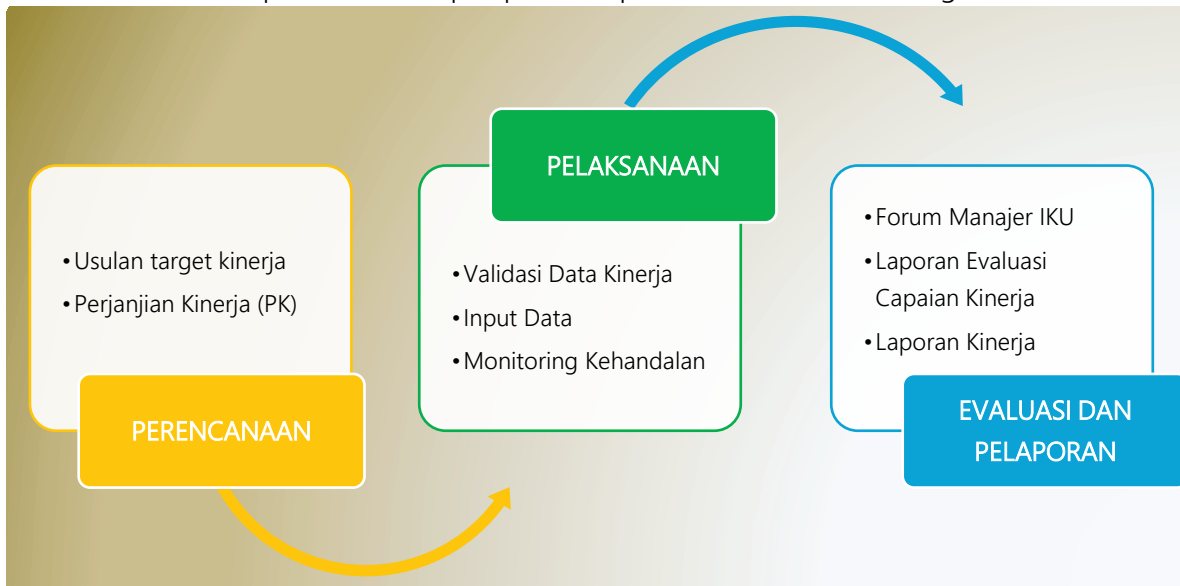 • Usulan target kinerja
• Perjanjian Kinerja (PK)
PERENCANAAN
PELAKSANAAN
• Validasi Data Kinerja
• Input Data
• Monitoring Kehandalan
• Forum Manajer IKU
• Laporan Evaluasi
Capaian Kinerja
• Laporan Kinerja
EVALUASI DAN
PELAPORAN